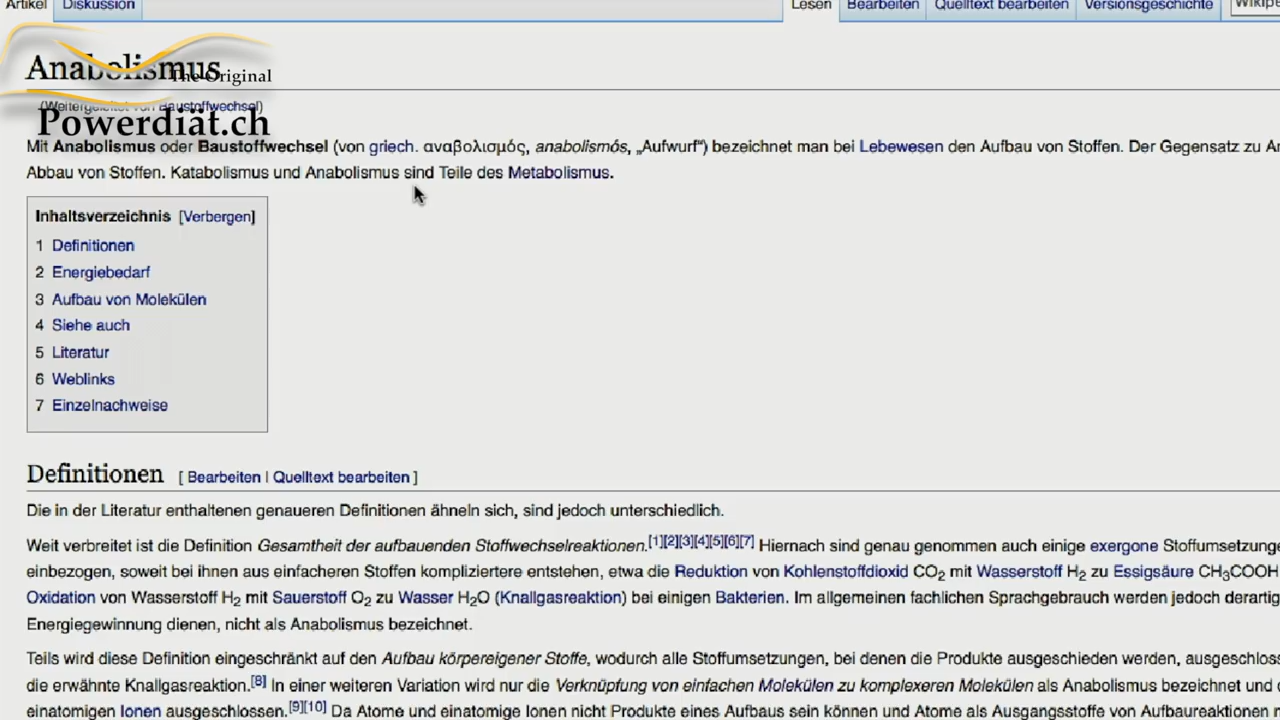 Artikel Diskussion Lesen Bearbeiten Quelltext bearbeiten Versionsgeschichte
Anabolismus
The Original
(Weitergeleitet von Baustoffwechsel)
Powerdiät.ch
Mit Anabolismus oder Baustoffwechsel (von griech. αναβολισμός, anabolismós, „Aufwurf“) bezeichnet man bei Lebewesen den Aufbau von Stoffen. Der Gegensatz zu
Abbau von Stoffen. Katabolismus und Anabolismus sind Teile des Metabolismus.
Inhaltsverzeichnis [Verbergen]
1 Definitionen
2 Energiebedarf
3 Aufbau von Molekülen
4 Siehe auch
5 Literatur
6 Weblinks
7 Einzelnachweise
Definitionen [ Bearbeiten | Quelltext bearbeiten ]
Die in der Literatur enthaltenen genaueren Definitionen ähneln sich, sind jedoch unterschiedlich.
Weit verbreitet ist die Definition Gesamtheit der aufbauenden Stoffwechselreaktionen.[1][2][3][4][5][6][7] Hiernach sind genau genommen auch einige exergone Stoffumsetzunge
einbezogen, soweit bei ihnen aus einfacheren Stoffen kompliziertere entstehen, etwa die Reduktion von Kohlenstoffdioxid CO2 mit Wasserstoff H2 zu Essigsäure CH3COOH
Oxidation von Wasserstoff H2 mit Sauerstoff O2 zu Wasser H2O (Knallgasreaktion) bei einigen Bakterien. Im allgemeinen fachlichen Sprachgebrauch werden jedoch derartig
Energiegewinnung dienen, nicht als Anabolismus bezeichnet.
Teils wird diese Definition eingeschränkt auf den Aufbau körpereigener Stoffe, wodurch alle Stoffumsetzungen, bei denen die Produkte ausgeschieden werden, ausgeschloss
die erwähnte Knallgasreaktion.[8] In einer weiteren Variation wird nur die Verknüpfung von einfachen Molekülen zu komplexeren Molekülen als Anabolismus bezeichnet und
einatomigen Ionen ausgeschlossen.[9][10] Da Atome und einatomige Ionen nicht Produkte eines Aufbaus sein können und Atome als Ausgangsstoffe von Aufbaureaktionen